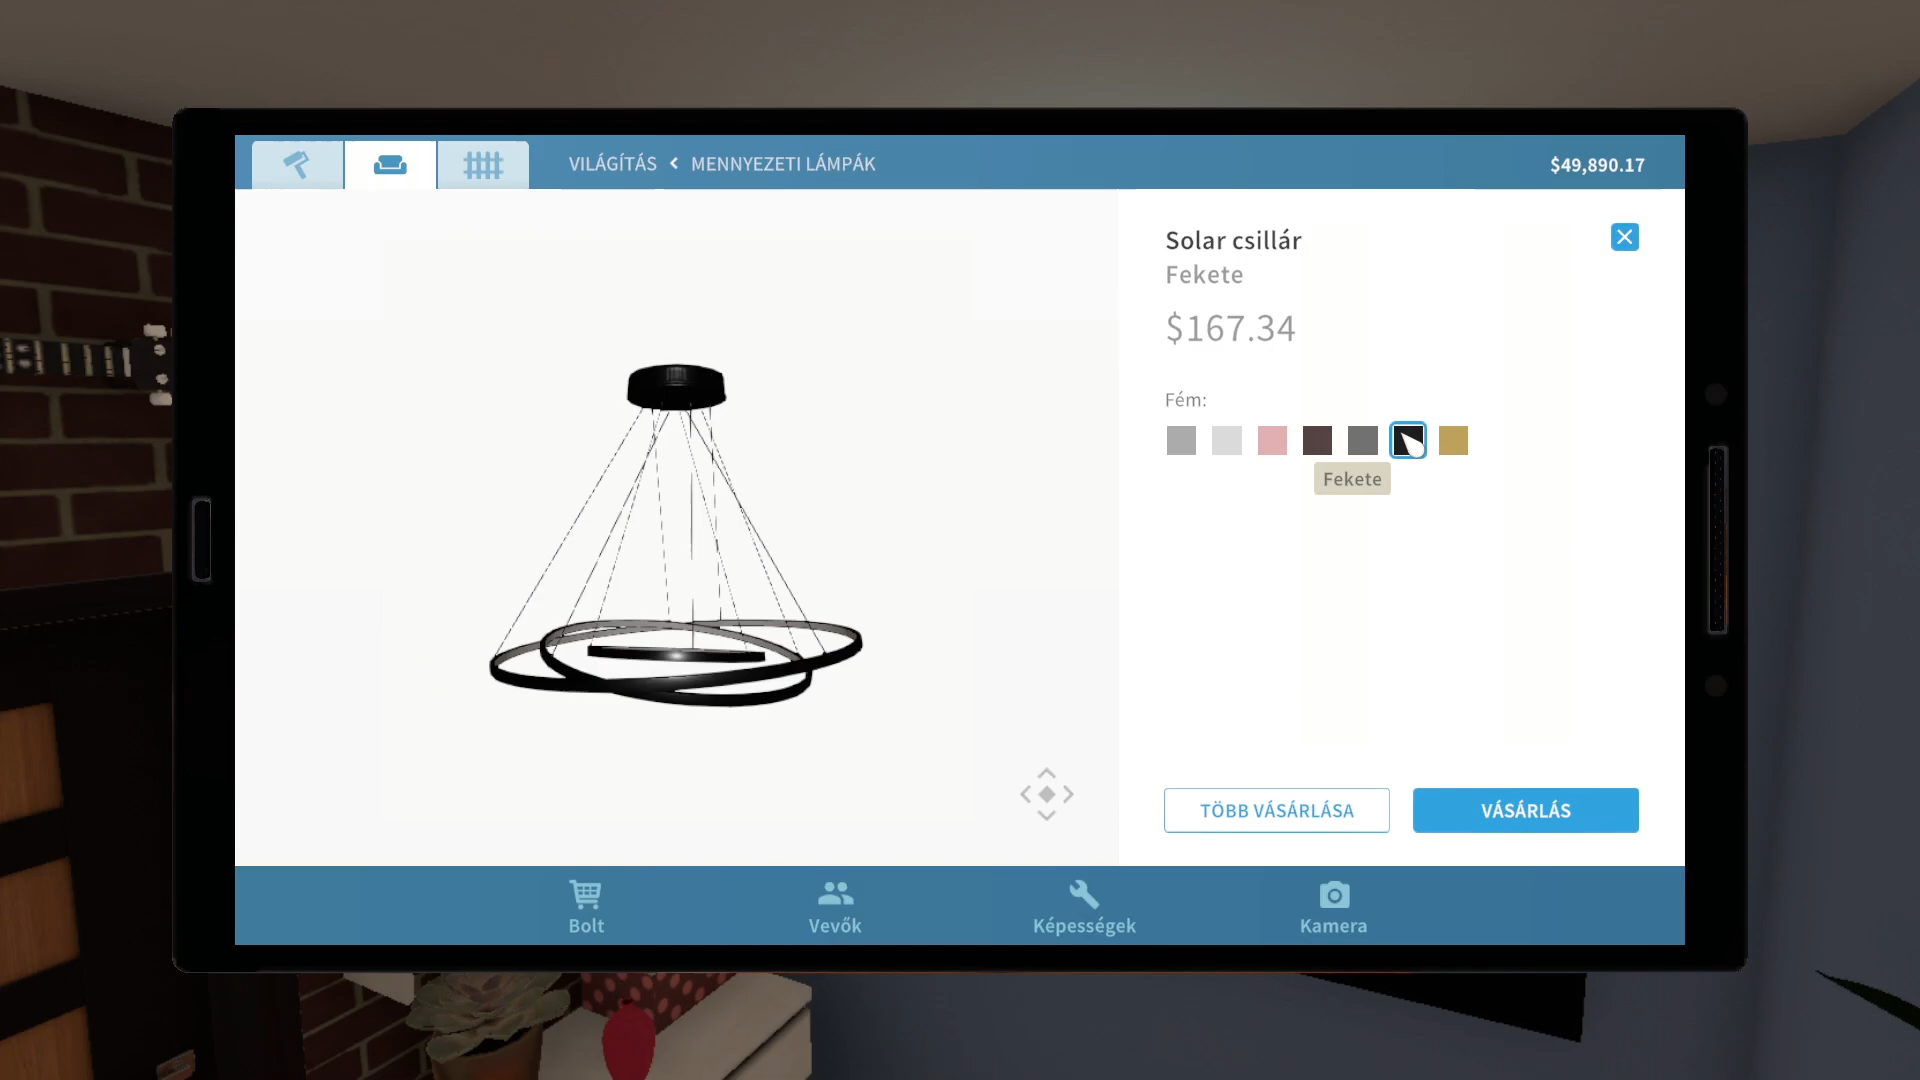 VILÁGÍTÁS < MENNYEZETI LÁMPÁK
$49,890.17
Solar csillár
Fekete
$167.34
Fém:
Fekete
TÖBB VÁSÁRLÁSA
VÁSÁRLÁS
Bolt
Vevők
Képességek
Kamera